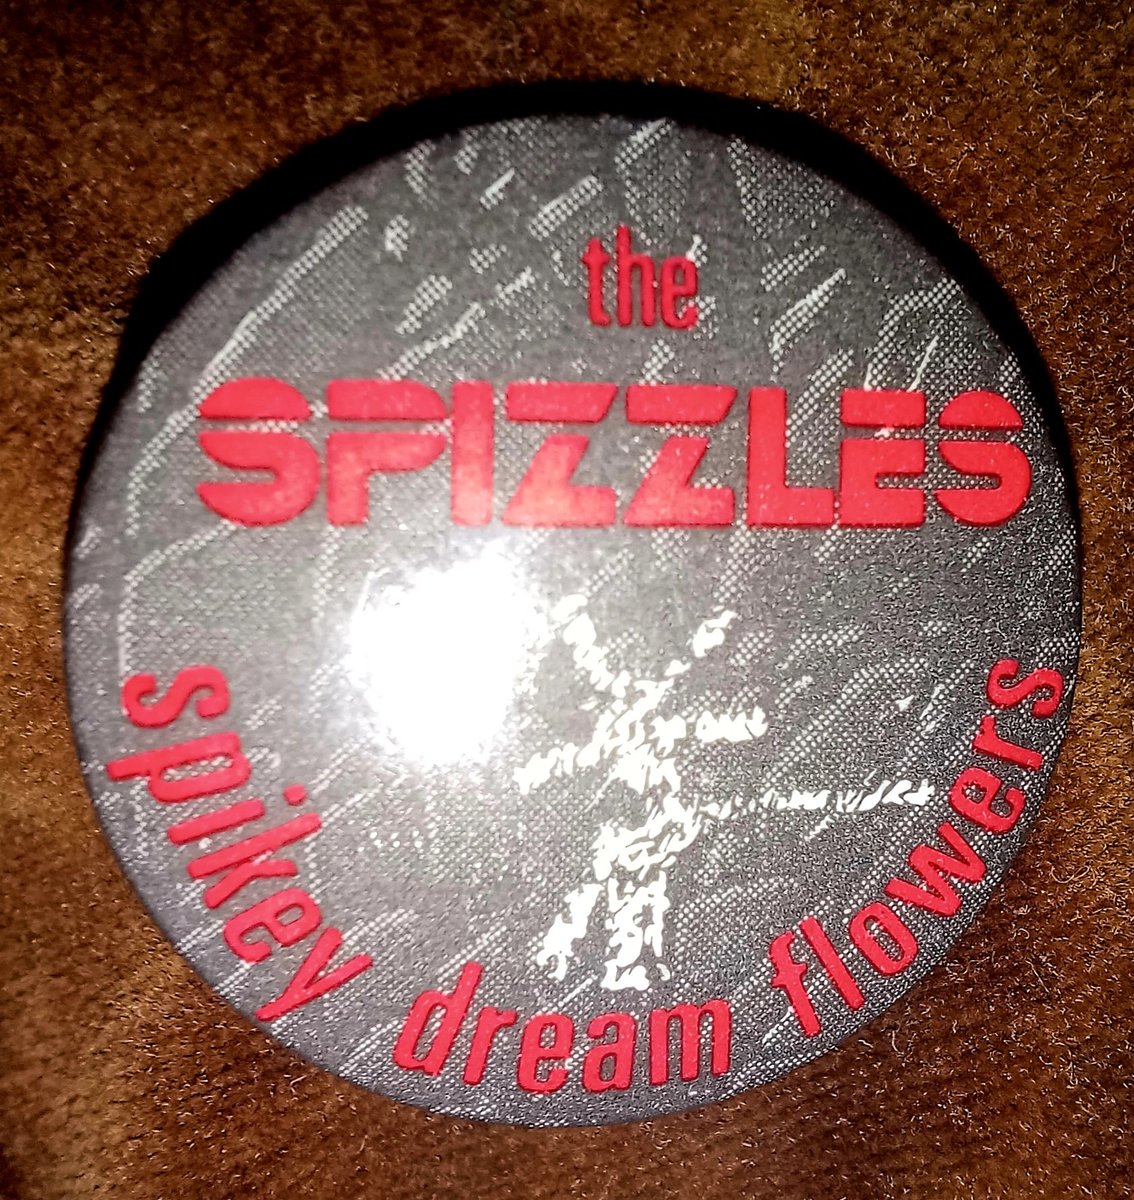 the
SPIZZLES
spikey dream flowers